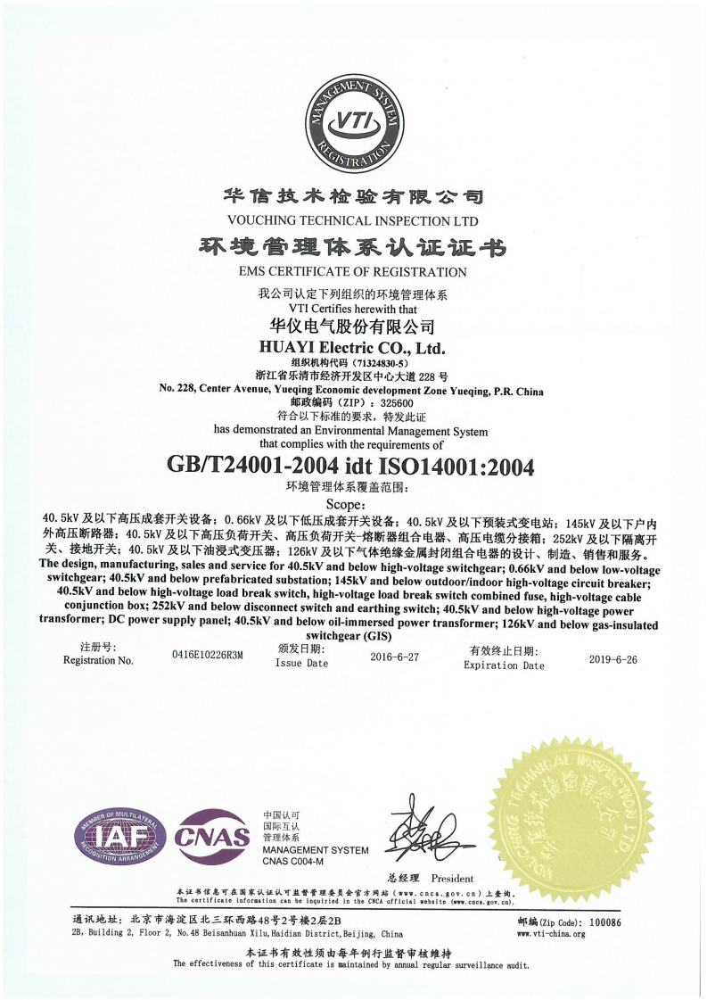 MANAGEMENT SYSTEM
VTI
REGISTRATION
华信技术检验有限公司
VOUCHING TECHNICAL INSPECTION LTD
环境管理体系认证证书
EMS CERTIFICATE OF REGISTRATION
我公司认定下列组织的环境管理体系
VTI Certifies herewith that
华仪电气股份有限公司
HUAYI Electric CO., Ltd.
组织机构代码（71324830-5）
浙江省乐清市经济开发区中心大道 228 号
No. 228, Center Avenue, Yueqing Economic development Zone Yueqing, P.R. China
邮政编码（ZIP）：325600
符合以下标准的要求，特发此证
has demonstrated an Environmental Management System
that complies with the requirements of
GB/T24001-2004 idt ISO14001:2004
环境管理体系覆盖范围：
Scope:
40.5kV 及以下高压成套开关设备；0.66kV 及以下低压成套开关设备；40.5kV 及以下预装式变电站；145kV 及以下户内
外高压断路器；40.5kV 及以下高压负荷开关、高压负荷开关-熔断器组合电器、高压电缆分接箱；252kV 及以下隔离开
关、接地开关；40.5kV 及以下油浸式变压器；126kV 及以下气体绝缘金属封闭组合电器的设计、制造、销售和服务。
The design, manufacturing, sales and service for 40.5kV and below high-voltage switchgear; 0.66kV and below low-voltage
switchgear; 40.5kV and below prefabricated substation; 145kV and below outdoor/indoor high-voltage circuit breaker;
40.5kV and below high-voltage load break switch, high-voltage load break switch combined fuse, high-voltage cable
conjunction box; 252kV and below disconnect switch and earthing switch; 40.5kV and below high-voltage power
transformer; DC power supply panel; 40.5kV and below oil-immersed power transformer; 126kV and below gas-insulated
switchgear (GIS)
注册号: 0416E10226R3M 颁发日期: 2016-6-27 有效终止日期: 2019-6-26
Registration No. Issue Date Expiration Date
VOUCHING TECHNICAL INSPECTION LTD.
华信技术检验有限公司
MEMBER OF MULTILATERAL
IAF
RECOGNITION ARRANGEMENT
CNAS
中国认可
国际互认
管理体系
MANAGEMENT SYSTEM
CNAS C004-M
总经理 President
本证书信息可在国家认证认可监督管理委员会官方网站（www.cnca.gov.cn）上查询。
The certificate information can be inquiried in the CNCA official website (www.cnca.gov.cn).
通讯地址：北京市海淀区北三环西路48号2号楼2层2B 邮编(Zip Code): 100086
2B, Building 2, Floor 2, No.48 Beisanhuan Xilu,Haidian District,Beijing, China www.vti-china.org
本证书有效性须由每年例行监督审核维持
The effectiveness of this certificate is maintained by annual regular surveillance audit.